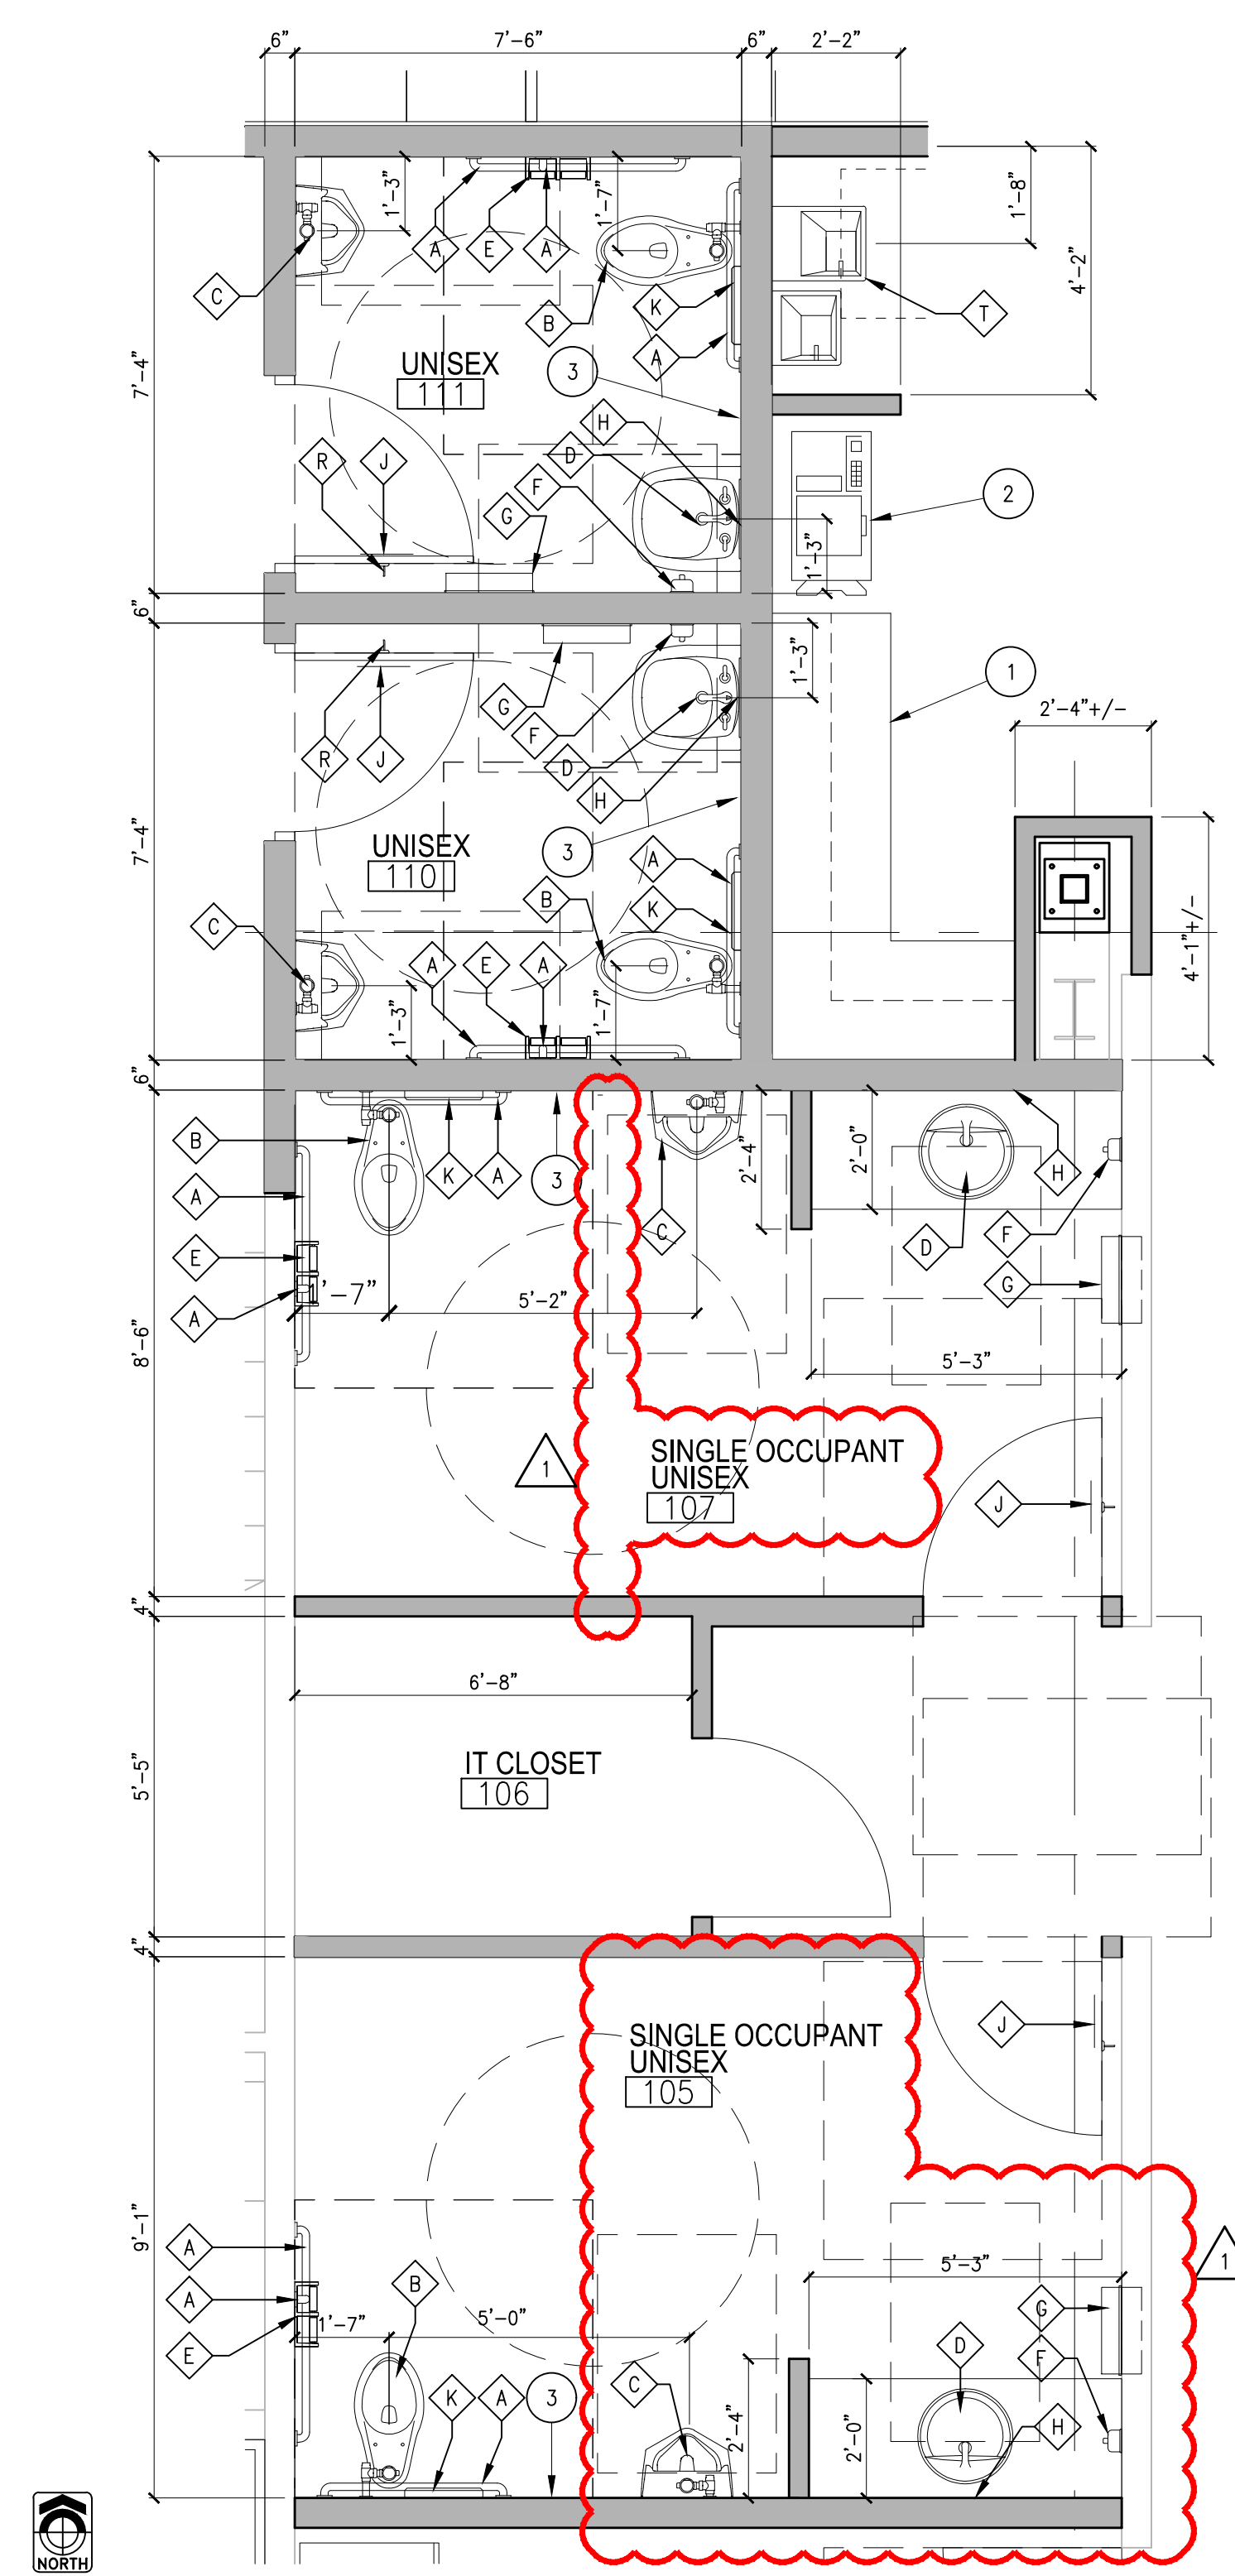 6” 7’-6” 6” 2’-2”
1’-3” 1’-7” 1’-8”
A E A
C K T
B 4’-2”
UNISEX A
111 3
7’-4”
H
R J D
F 2
G
1’-3”
6”
1’-3”
G 1
R J F 2’-4”+/-
D
H
7’-4”
UNISEX 3 A
110
B K
C
A E A 4’-1”+/-
1’-3” 1’-7”
6”
B 2’-4” 2’-0”
K A 3 H
A
C F
E D
G
1’-7” 5’-2”
A
8’-6” 5’-3”
SINGLE OCCUPANT
1 UNISEX
107 J
4”
6’-8”
IT CLOSET
5’-5” 106
4”
SINGLE OCCUPANT J
UNISEX
105
9’-1”
A 5’-3” 1
A B G
1’-7” 5’-0” D
E F
K A 3 C 2’-4” 2’-0” H
NORTH